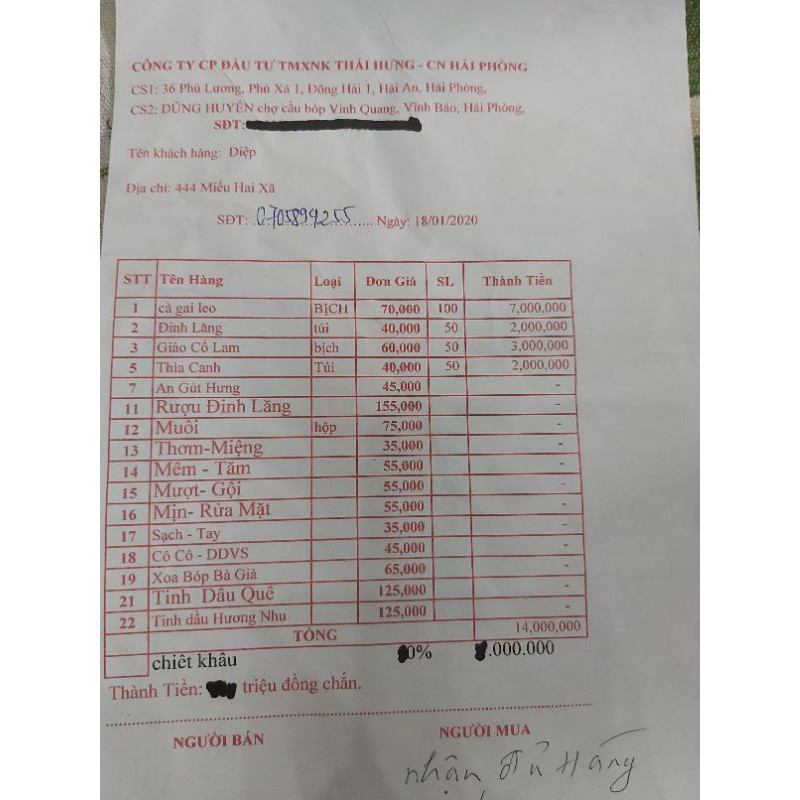 CÔNG TY CP ĐẦU TƯ TMXNK THÁI HƯNG - CN HẢI PHÒNG
CS1: 36 Phú Lương, Phú Xá 1, Đông Hải 1, Hải An, Hải Phòng,
CS2: DŨNG HUYỀN chợ cầu bóp Vinh Quang, Vĩnh Bảo, Hải Phòng,
SĐT:
Tên khách hàng: Diệp
Địa chỉ: 444 Miếu Hai Xã
SĐT: 0705894255 Ngày: 18/01/2020
STT Tên Hàng Loại Đơn Giá SL Thành Tiền
1 cà gai leo BỊCH 70,000 100 7,000,000
2 Đinh Lăng túi 40,000 50 2,000,000
3 Giảo Cổ Lam bịch 60,000 50 3,000,000
5 Thìa Canh Túi 40,000 50 2,000,000
7 An Gút Hưng 45,000 -
11 Rượu Đinh Lăng 155,000 -
12 Muối hộp 75,000 -
13 Thơm-Miệng 35,000 -
14 Mềm - Tắm 55,000 -
15 Mượt- Gội 55,000 -
16 Mịn- Rửa Mặt 55,000 -
17 Sạch - Tay 35,000 -
18 Cô Cô - DDVS 45,000 -
19 Xoa Bóp Bà Già 65,000 -
21 Tinh Dầu Quế 125,000 -
22 Tinh dầu Hương Nhu 125,000 -
TỔNG 14,000,000
chiêt khâu 0% .000.000
Thành Tiền: triệu đồng chẵn.
NGƯỜI BÁN NGƯỜI MUA
nhận đủ Hàng